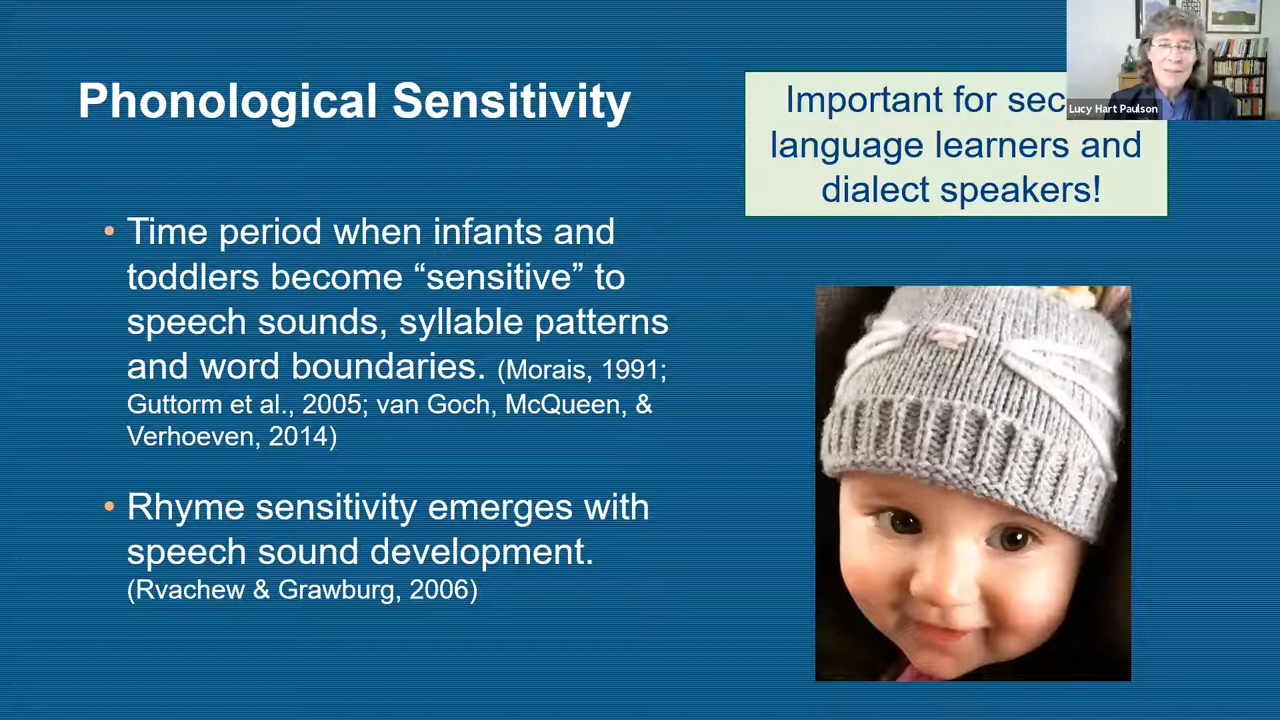 Phonological Sensitivity
Important for sec
language learners and
dialect speakers!
Lucy Hart Paulson
• Time period when infants and
toddlers become “sensitive” to
speech sounds, syllable patterns
and word boundaries. (Morais, 1991;
Guttorm et al., 2005; van Goch, McQueen, &
Verhoeven, 2014)
• Rhyme sensitivity emerges with
speech sound development.
(Rvachew & Grawburg, 2006)